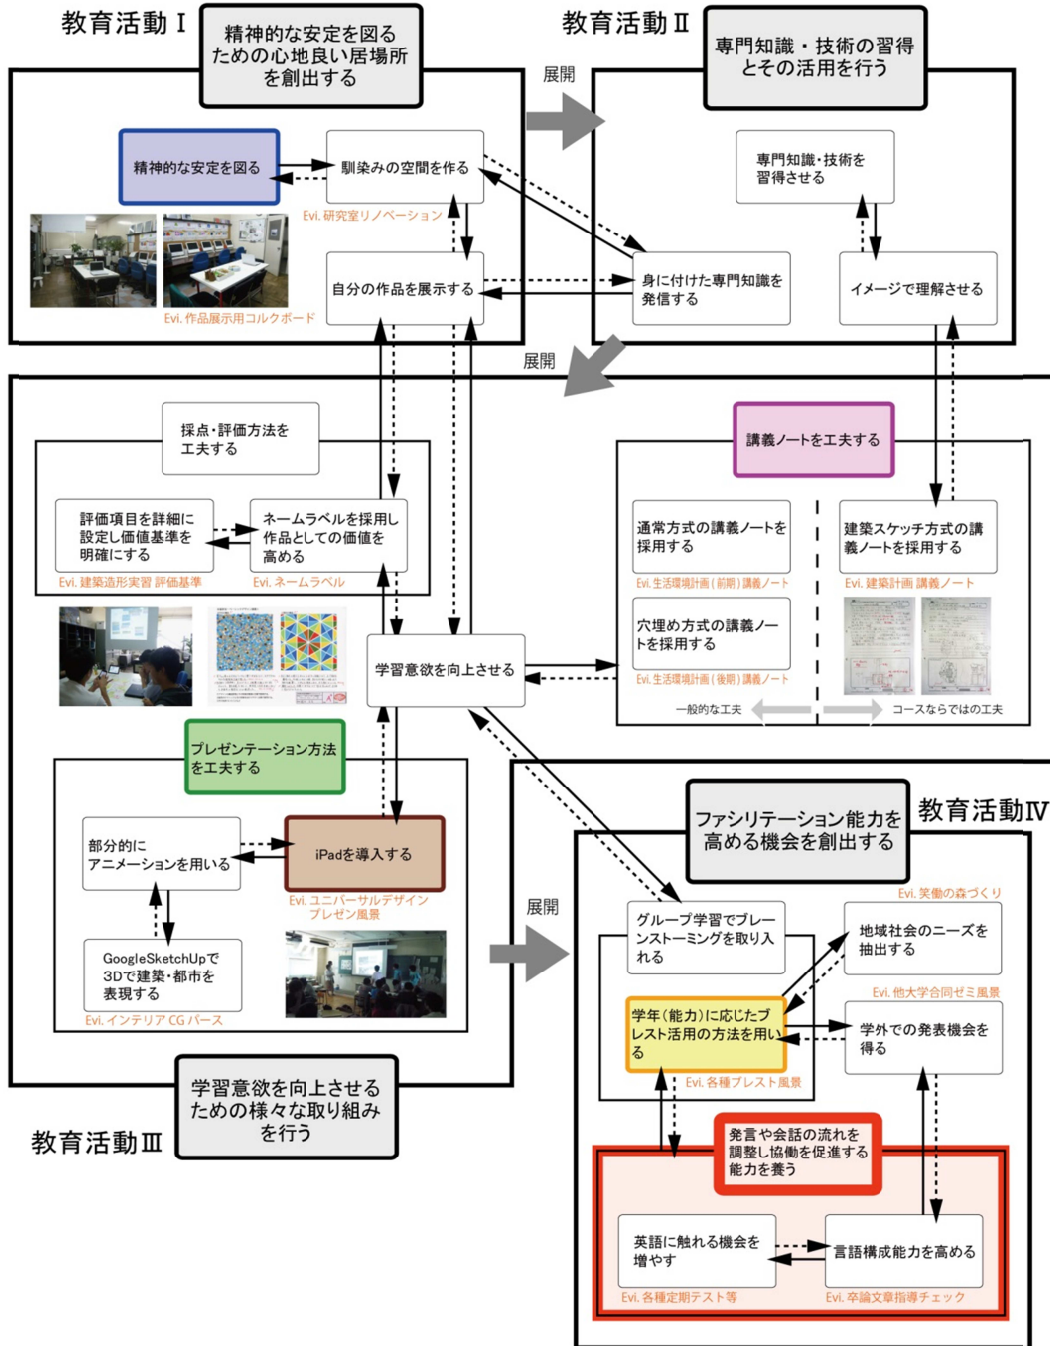 教育活動Ⅰ
精神的な安定を図る
ための心地良い居場所
を創出する
展開
教育活動Ⅱ
専門知識・技術の習得
とその活用を行う
精神的な安定を図る
馴染みの空間を作る
Evi. 研究室リノベーション
自分の作品を展示する
Evi. 作品展示用コルクボード
専門知識・技術を
習得させる
身に付けた専門知識を
発信する
イメージで理解させる
展開
採点・評価方法を
工夫する
評価項目を詳細に
設定し価値基準を
明確にする
Evi. 建築造形実習 評価基準
ネームラベルを採用し
作品としての価値を
高める
Evi. ネームラベル
講義ノートを工夫する
通常方式の講義ノートを
採用する
Evi. 生活環境計画 ( 前期 ) 講義ノート
穴埋め方式の講義ノー
トを採用する
Evi. 生活環境計画 ( 後期 ) 講義ノート
建築スケッチ方式の講
義ノートを採用する
Evi. 建築計画 講義ノート
一般的な工夫
コースならではの工夫
学習意欲を向上させる
プレゼンテーション方法
を工夫する
部分的に
アニメーションを用いる
iPadを導入する
Evi. ユニバーサルデザイン
プレゼン風景
GoogleSketchUpで
3Dで建築・都市を
表現する
Evi. インテリア CG パース
学習意欲を向上させる
ための様々な取り組み
を行う
教育活動Ⅲ
展開
ファシリテーション能力を
高める機会を創出する
教育活動Ⅳ
グループ学習でブレー
ンストーミングを取り入
れる
Evi. 笑働の森づくり
地域社会のニーズを
抽出する
学年（能力）に応じたブ
レスト活用の方法を用い
る
Evi. 各種ブレスト風景
Evi. 他大学合同ゼミ風景
学外での発表機会を
得る
発言や会話の流れを
調整し協働を促進する
能力を養う
英語に触れる機会を
増やす
Evi. 各種定期テスト等
言語構成能力を高める
Evi. 卒論文章指導チェック